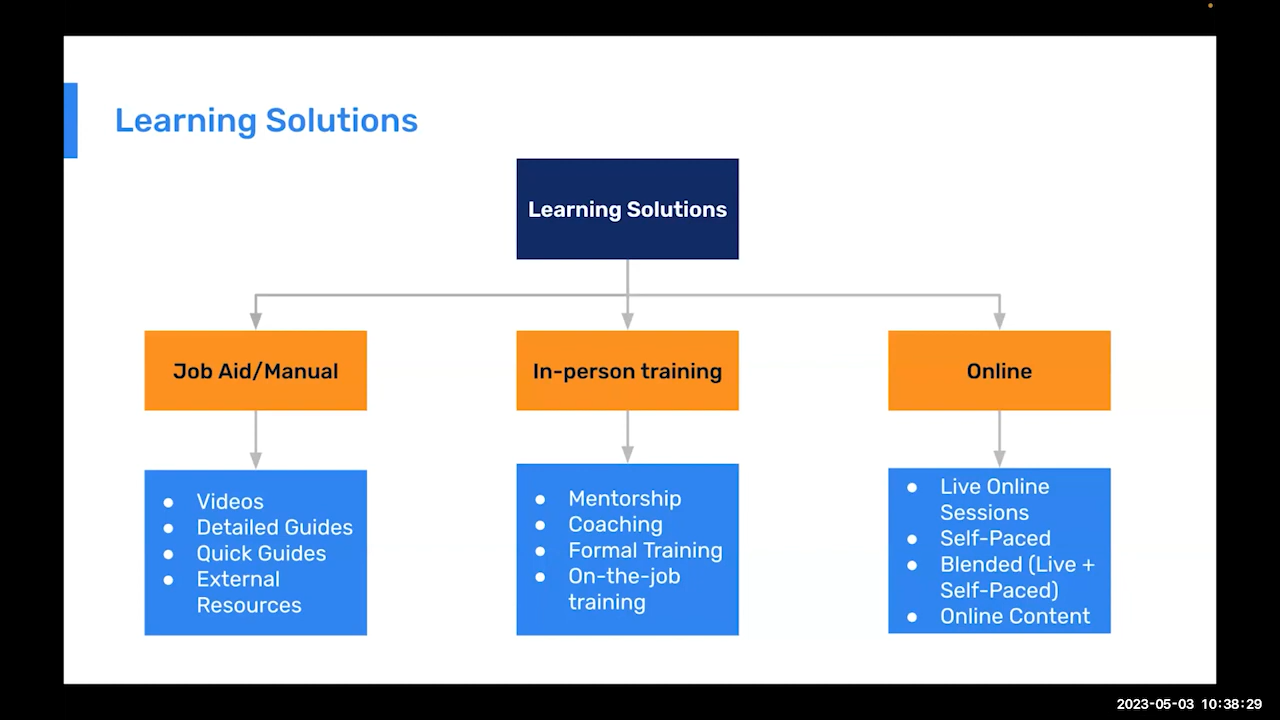 Learning Solutions
Learning Solutions
Job Aid/Manual
In-person training
Online
● Videos
● Detailed Guides
● Quick Guides
● External
Resources
● Mentorship
● Coaching
● Formal Training
● On-the-job
training
● Live Online
Sessions
● Self-Paced
● Blended (Live +
Self-Paced)
● Online Content
2023-05-03 10:38:29